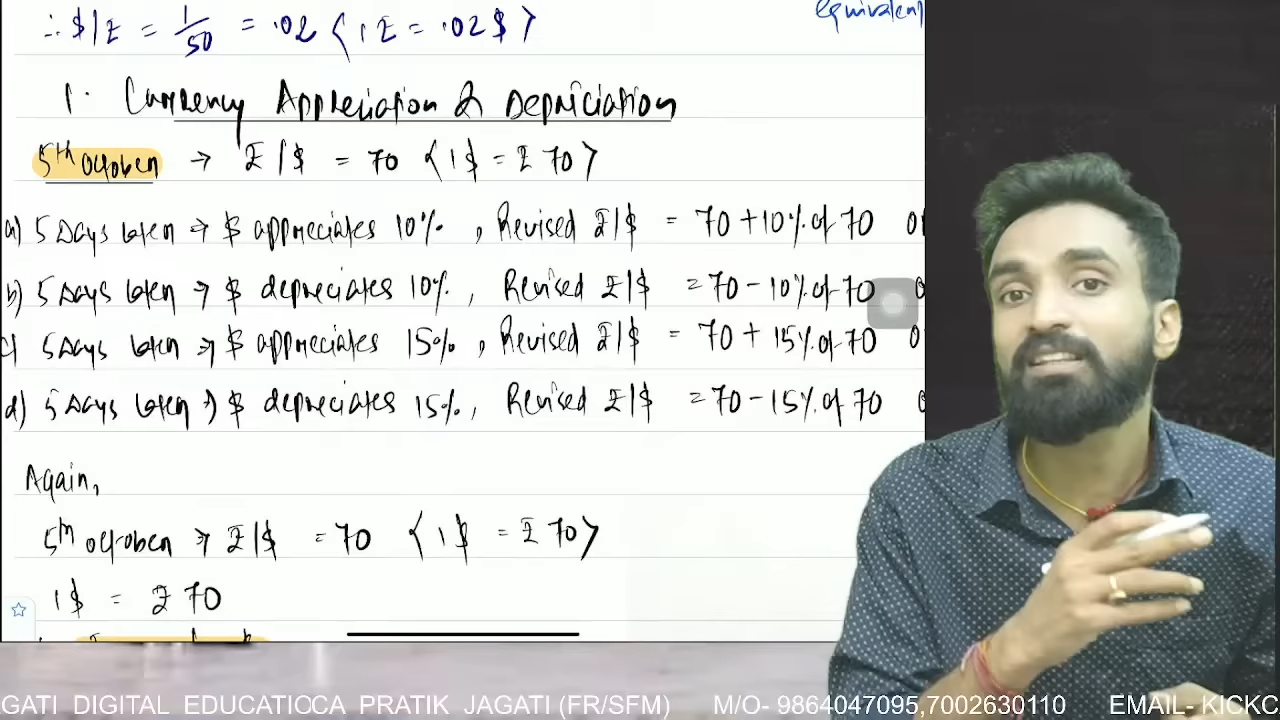 ∴ $/₹ = 1/50 = .02 < 1₹ = .02$ >
equivalent
1. Currency Appreciation & Depriciation
5th October → ₹/$ = 70 < 1$ = ₹70 >
a) 5 Days later → $ appreciates 10%, Revised ₹/$ = 70 + 10% of 70
b) 5 Days later → $ depreciates 10%, Revised ₹/$ = 70 - 10% of 70
c) 5 Days later → $ appreciates 15%, Revised ₹/$ = 70 + 15% of 70
d) 5 Days later → $ depreciates 15%, Revised ₹/$ = 70 - 15% of 70
Again,
5th october → ₹/$ = 70 < 1$ = ₹70 >
1$ = ₹70
GATI DIGITAL EDUCATIOCA PRATIK JAGATI (FR/SFM) M/O- 9864047095,7002630110 EMAIL- KICKC